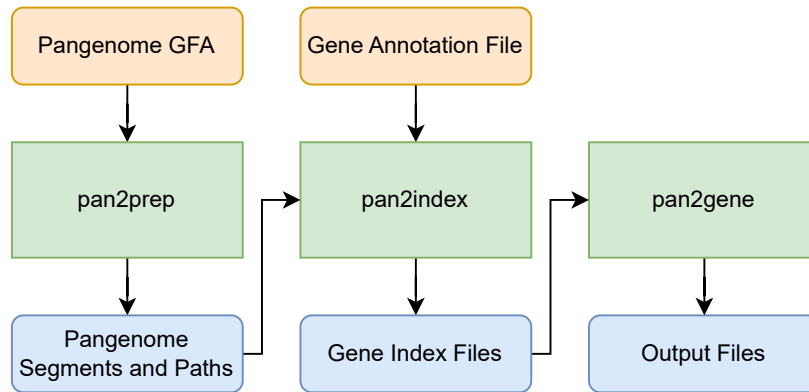 Pangenome GFA
Gene Annotation File
pan2prep
pan2index
pan2gene
Pangenome
Segments and Paths
Gene Index Files
Output Files